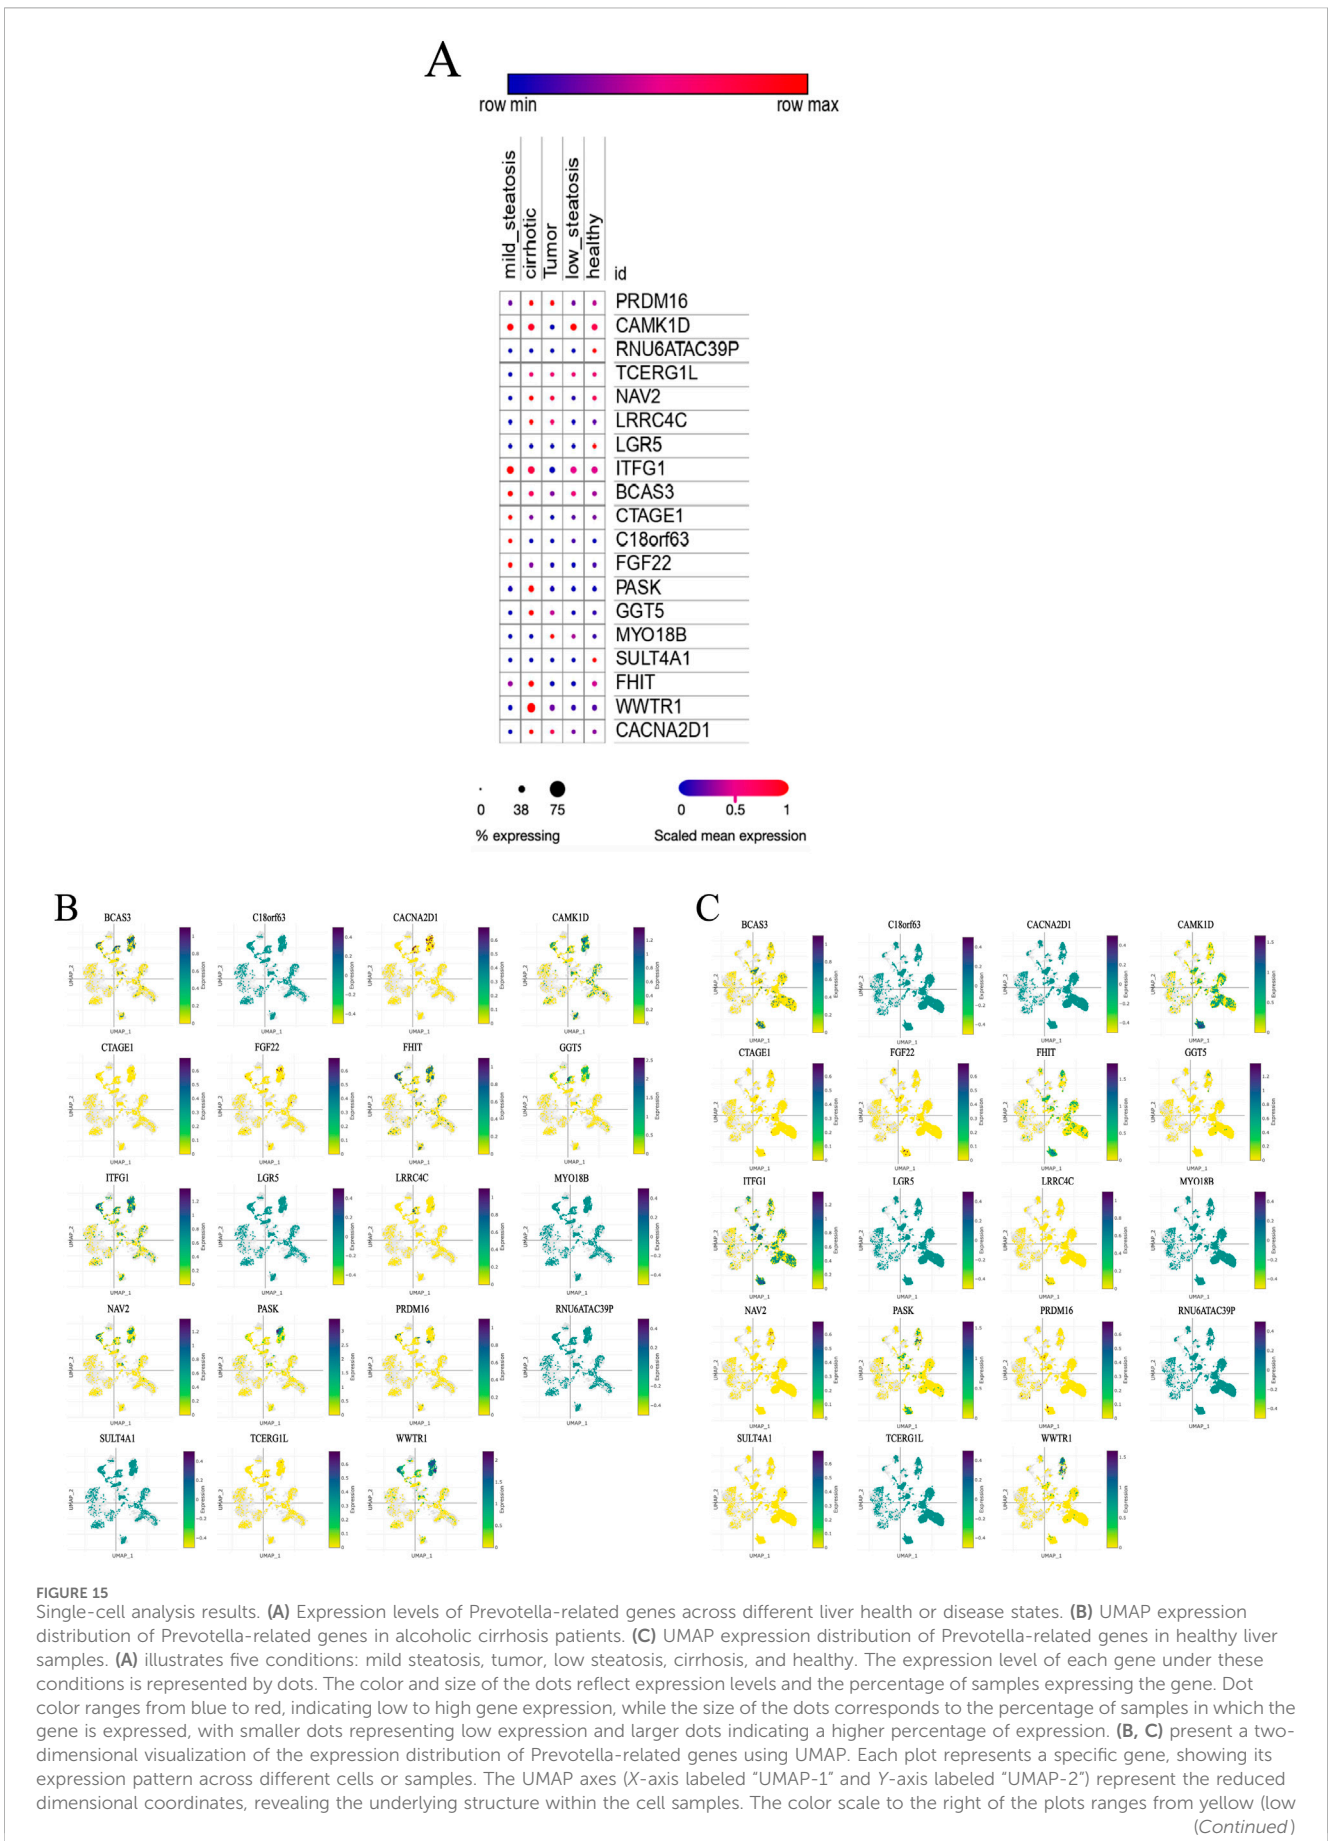 A
row min
row max
mild_steatosis
cirrhotic
Tumor
low_steatosis
healthy
id
PRDM16
CAMK1D
RNU6ATAC39P
TCERG1L
NAV2
LRRC4C
LGR5
ITFG1
BCAS3
CTAGE1
C18orf63
FGF22
PASK
GGT5
MYO18B
SULT4A1
FHIT
WWTR1
CACNA2D1
0 38 75
% expressing
0 0.5 1
Scaled mean expression
B
BCAS3 C18orf63 CACNA2D1 CAMK1D
CTAGE1 FGF22 FHIT GGT5
ITFG1 LGR5 LRRC4C MYO18B
NAV2 PASK PRDM16 RNU6ATAC39P
SULT4A1 TCERG1L WWTR1
UMAP_1
UMAP_2
Expression
C
BCAS3 C18orf63 CACNA2D1 CAMK1D
CTAGE1 FGF22 FHIT GGT5
ITFG1 LGR5 LRRC4C MYO18B
NAV2 PASK PRDM16 RNU6ATAC39P
SULT4A1 TCERG1L WWTR1
UMAP_1
UMAP_2
Expression
FIGURE 15
Single-cell analysis results. (A) Expression levels of Prevotella-related genes across different liver health or disease states. (B) UMAP expression
distribution of Prevotella-related genes in alcoholic cirrhosis patients. (C) UMAP expression distribution of Prevotella-related genes in healthy liver
samples. (A) illustrates five conditions: mild steatosis, tumor, low steatosis, cirrhosis, and healthy. The expression level of each gene under these
conditions is represented by dots. The color and size of the dots reflect expression levels and the percentage of samples expressing the gene. Dot
color ranges from blue to red, indicating low to high gene expression, while the size of the dots corresponds to the percentage of samples in which the
gene is expressed, with smaller dots representing low expression and larger dots indicating a higher percentage of expression. (B, C) present a two-
dimensional visualization of the expression distribution of Prevotella-related genes using UMAP. Each plot represents a specific gene, showing its
expression pattern across different cells or samples. The UMAP axes (X-axis labeled “UMAP-1” and Y-axis labeled “UMAP-2”) represent the reduced
dimensional coordinates, revealing the underlying structure within the cell samples. The color scale to the right of the plots ranges from yellow (low
(Continued)